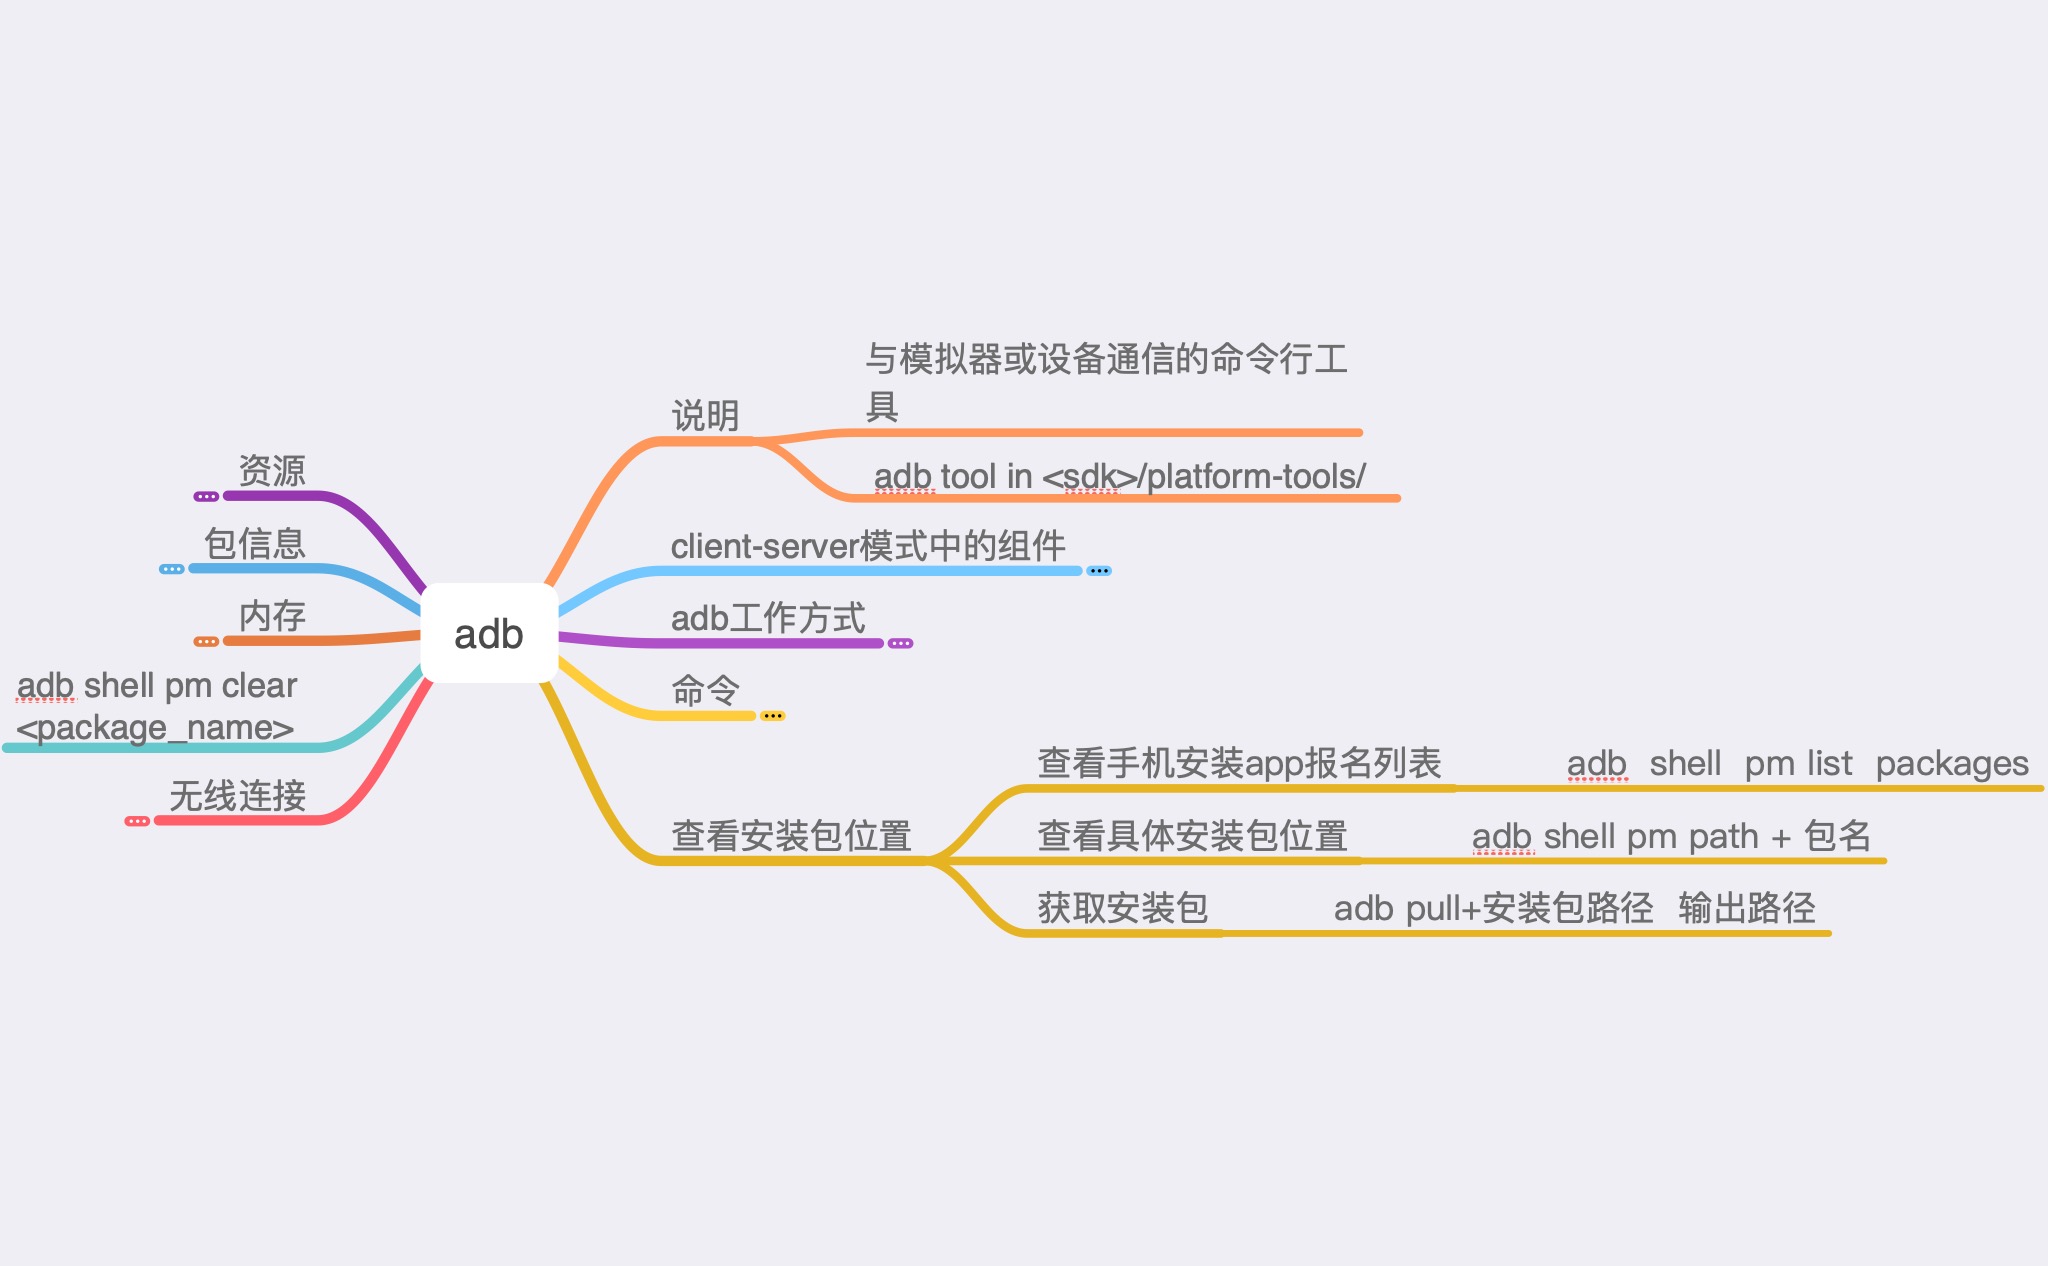 adb
说明
与模拟器或设备通信的命令行工
具
adb tool in <sdk>/platform-tools/
client-server模式中的组件
adb工作方式
命令
查看安装包位置
查看手机安装app报名列表
adb  shell  pm list  packages
查看具体安装包位置
adb shell pm path + 包名
获取安装包
adb pull+安装包路径  输出路径
资源
包信息
内存
adb shell pm clear
<package_name>
无线连接